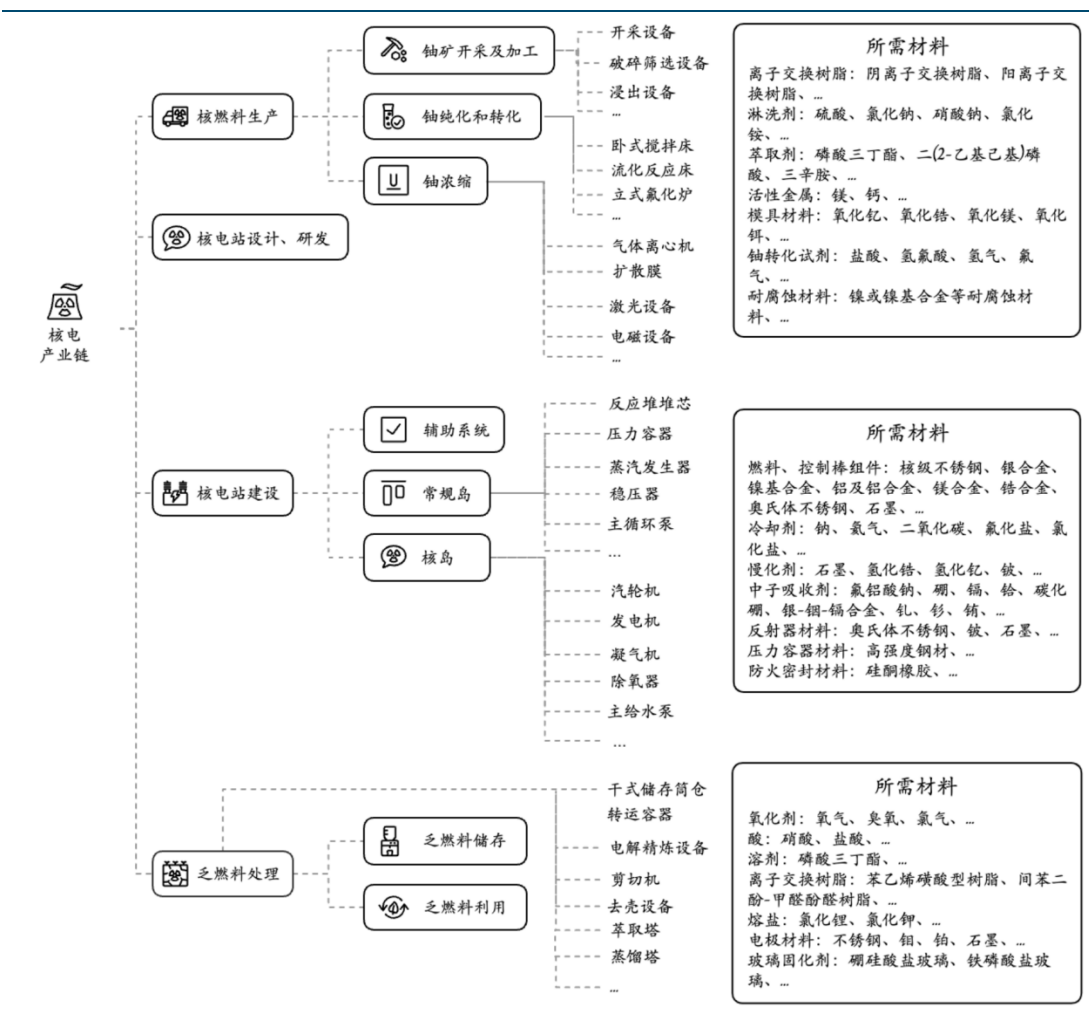 核电
产业链
核燃料生产
核电站设计、研发
核电站建设
乏燃料处理
铀矿开采及加工
铀纯化和转化
铀浓缩
开采设备
破碎筛选设备
浸出设备
...
卧式搅拌床
流化反应床
立式氟化炉
...
气体离心机
扩散膜
激光设备
电磁设备
...
所需材料
离子交换树脂：阴离子交换树脂、阳离子交
换树脂、...
淋洗剂：硫酸、氯化钠、硝酸钠、氯化
铵、...
萃取剂：磷酸三丁酯、二(2-乙基己基)磷
酸、三辛胺、...
活性金属：镁、钙、...
模具材料：氧化钇、氧化锆、氧化镁、氧化
铒、...
铀转化试剂：盐酸、氢氟酸、氢气、氟
气、...
耐腐蚀材料：镍或镍基合金等耐腐蚀材
料、...
辅助系统
常规岛
核岛
反应堆堆芯
压力容器
蒸汽发生器
稳压器
主循环泵
...
汽轮机
发电机
凝气机
除氧器
主给水泵
...
所需材料
燃料、控制棒组件：核级不锈钢、银合金、
镍基合金、铝及铝合金、镁合金、锆合金、
奥氏体不锈钢、石墨、...
冷却剂：钠、氦气、二氧化碳、氟化盐、氯
化盐、...
慢化剂：石墨、氢化锆、氢化钇、铍、...
中子吸收剂：氟铝酸钠、硼、镉、铪、碳化
硼、银-铟-镉合金、钆、钐、铕、...
反射器材料：奥氏体不锈钢、铍、石墨、...
压力容器材料：高强度钢材、...
防火密封材料：硅酮橡胶、...
乏燃料储存
乏燃料利用
干式储存筒仓
转运容器
电解精炼设备
剪切机
去壳设备
萃取塔
蒸馏塔
...
所需材料
氧化剂：氧气、臭氧、氯气、...
酸：硝酸、盐酸、...
溶剂：磷酸三丁酯、...
离子交换树脂：苯乙烯磺酸型树脂、间苯二
酚-甲醛酚醛树脂、...
熔盐：氯化锂、氯化钾、...
电极材料：不锈钢、钼、铂、石墨、...
玻璃固化剂：硼硅酸盐玻璃、铁磷酸盐玻
璃、...